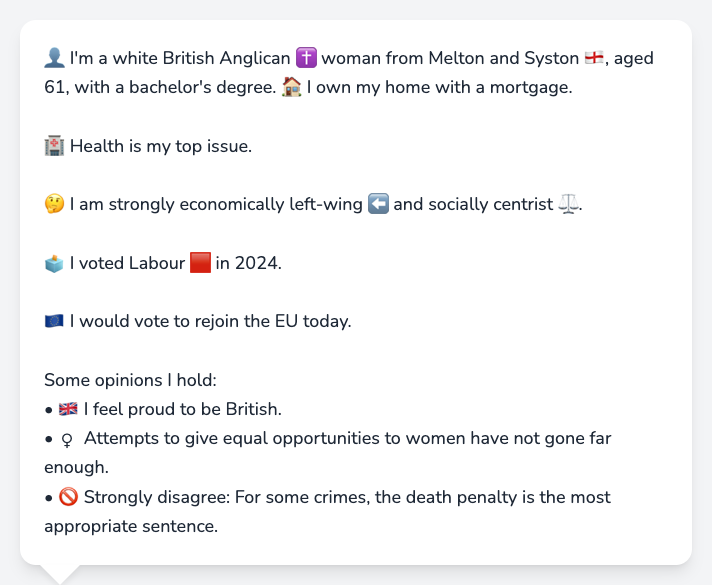 👤 I'm a white British Anglican ✝️ woman from Melton and Syston 🏴󠁧󠁢󠁥󠁮󠁧󠁿, aged
61, with a bachelor's degree. 🏠 I own my home with a mortgage.
🏥 Health is my top issue.
🤔 I am strongly economically left-wing ⬅️ and socially centrist ⚖️.
🗳️ I voted Labour 🟥 in 2024.
🇪🇺 I would vote to rejoin the EU today.
Some opinions I hold:
• 🇬🇧 I feel proud to be British.
• ♀ Attempts to give equal opportunities to women have not gone far
enough.
• 🚫 Strongly disagree: For some crimes, the death penalty is the most
appropriate sentence.